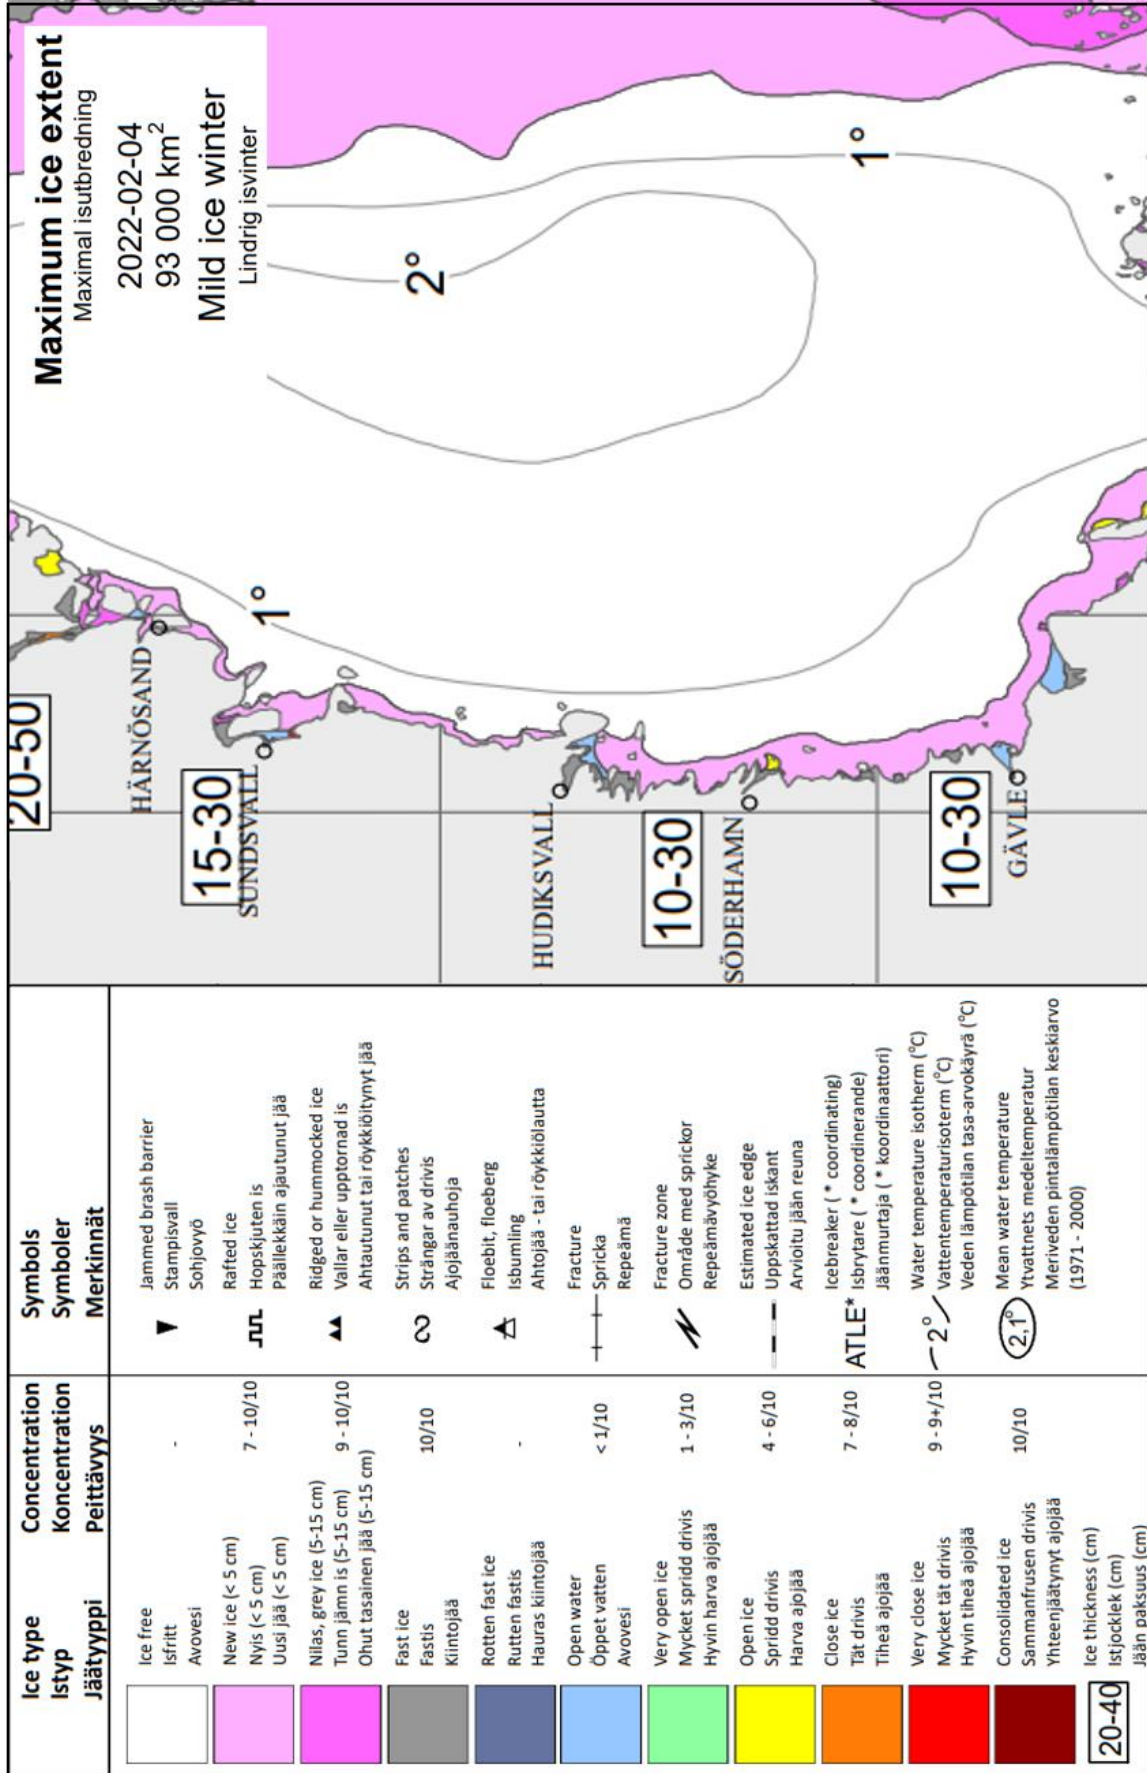 Ice type
Istyp
Jäätyyppi
Concentration
Koncentration
Peittävyys
Ice free
Isfritt
Avovesi
-
New ice (< 5 cm)
Nyis (< 5 cm)
Uusi jää (< 5 cm)
7 - 10/10
Nilas, grey ice (5-15 cm)
Tunn jämn is (5-15 cm)
Ohut tasainen jää (5-15 cm)
9 - 10/10
Fast ice
Fastis
Kiintojää
10/10
Rotten fast ice
Rutten fastis
Hauras kiintojää
-
Open water
Öppet vatten
Avovesi
< 1/10
Very open ice
Mycket spridd drivis
Hyvin harva ajojää
1 - 3/10
Open ice
Spridd drivis
Harva ajojää
4 - 6/10
Close ice
Tät drivis
Tiheä ajojää
7 - 8/10
Very close ice
Mycket tät drivis
Hyvin tiheä ajojää
9 - 9+/10
Consolidated ice
Sammanfrusen drivis
Yhteenjäätynyt ajojää
10/10
20-40
Ice thickness (cm)
Istjocklek (cm)
Jään paksuus (cm)
Symbols
Symboler
Merkinnät
Jammed brash barrier
Stampisvall
Sohjovyö
Rafted ice
Hopskjuten is
Päällekkäin ajautunut jää
Ridged or hummocked ice
Vallar eller upptornad is
Ahtautunut tai röykkiöitynyt jää
Strips and patches
Strängar av drivis
Ajojäänauhoja
Floebit, floeberg
Isbumling
Ahtojää - tai röykkiölautta
Fracture
Spricka
Repeämä
Fracture zone
Område med sprickor
Repeämävyöhyke
Estimated ice edge
Uppskattad iskant
Arvioitu jään reuna
ATLE*
Icebreaker ( * coordinating)
Isbrytare ( * coordinerande)
Jäänmurtaja ( * koordinaattori)
2°
Water temperature isotherm (°C)
Vattentemperaturisoterm (°C)
Veden lämpötilan tasa-arvokäyrä (°C)
2,1°
Mean water temperature
Ytvattnets medeltemperatur
Meriveden pintalämpötilan keskiarvo
(1971 - 2000)
Maximum ice extent
Maximal isutbredning
2022-02-04
93 000 km²
Mild ice winter
Lindrig isvinter
20-50
HÄRNÖSAND
15-30
SUNDSVALL
1°
2°
HUDIKSVALL
10-30
SÖDERHAMN
1°
10-30
GÄVLE